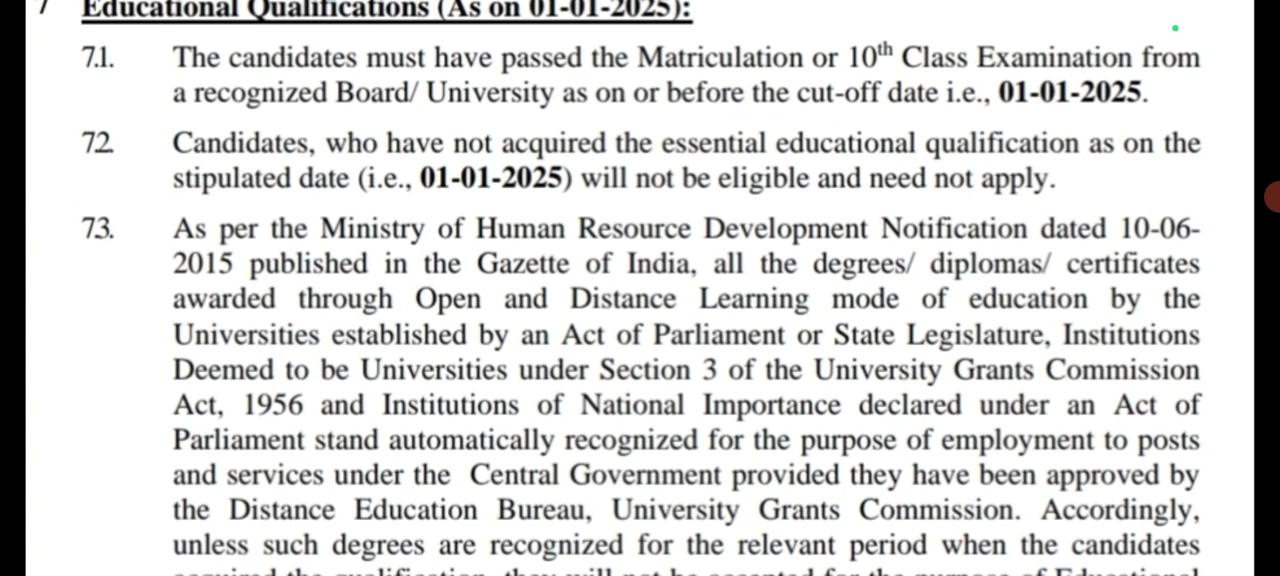 7 Educational Qualifications (As on 01-01-2025):
7.1. The candidates must have passed the Matriculation or 10th Class Examination from
a recognized Board/ University as on or before the cut-off date i.e., 01-01-2025.
72. Candidates, who have not acquired the essential educational qualification as on the
stipulated date (i.e., 01-01-2025) will not be eligible and need not apply.
73. As per the Ministry of Human Resource Development Notification dated 10-06-
2015 published in the Gazette of India, all the degrees/ diplomas/ certificates
awarded through Open and Distance Learning mode of education by the
Universities established by an Act of Parliament or State Legislature, Institutions
Deemed to be Universities under Section 3 of the University Grants Commission
Act, 1956 and Institutions of National Importance declared under an Act of
Parliament stand automatically recognized for the purpose of employment to posts
and services under the Central Government provided they have been approved by
the Distance Education Bureau, University Grants Commission. Accordingly,
unless such degrees are recognized for the relevant period when the candidates